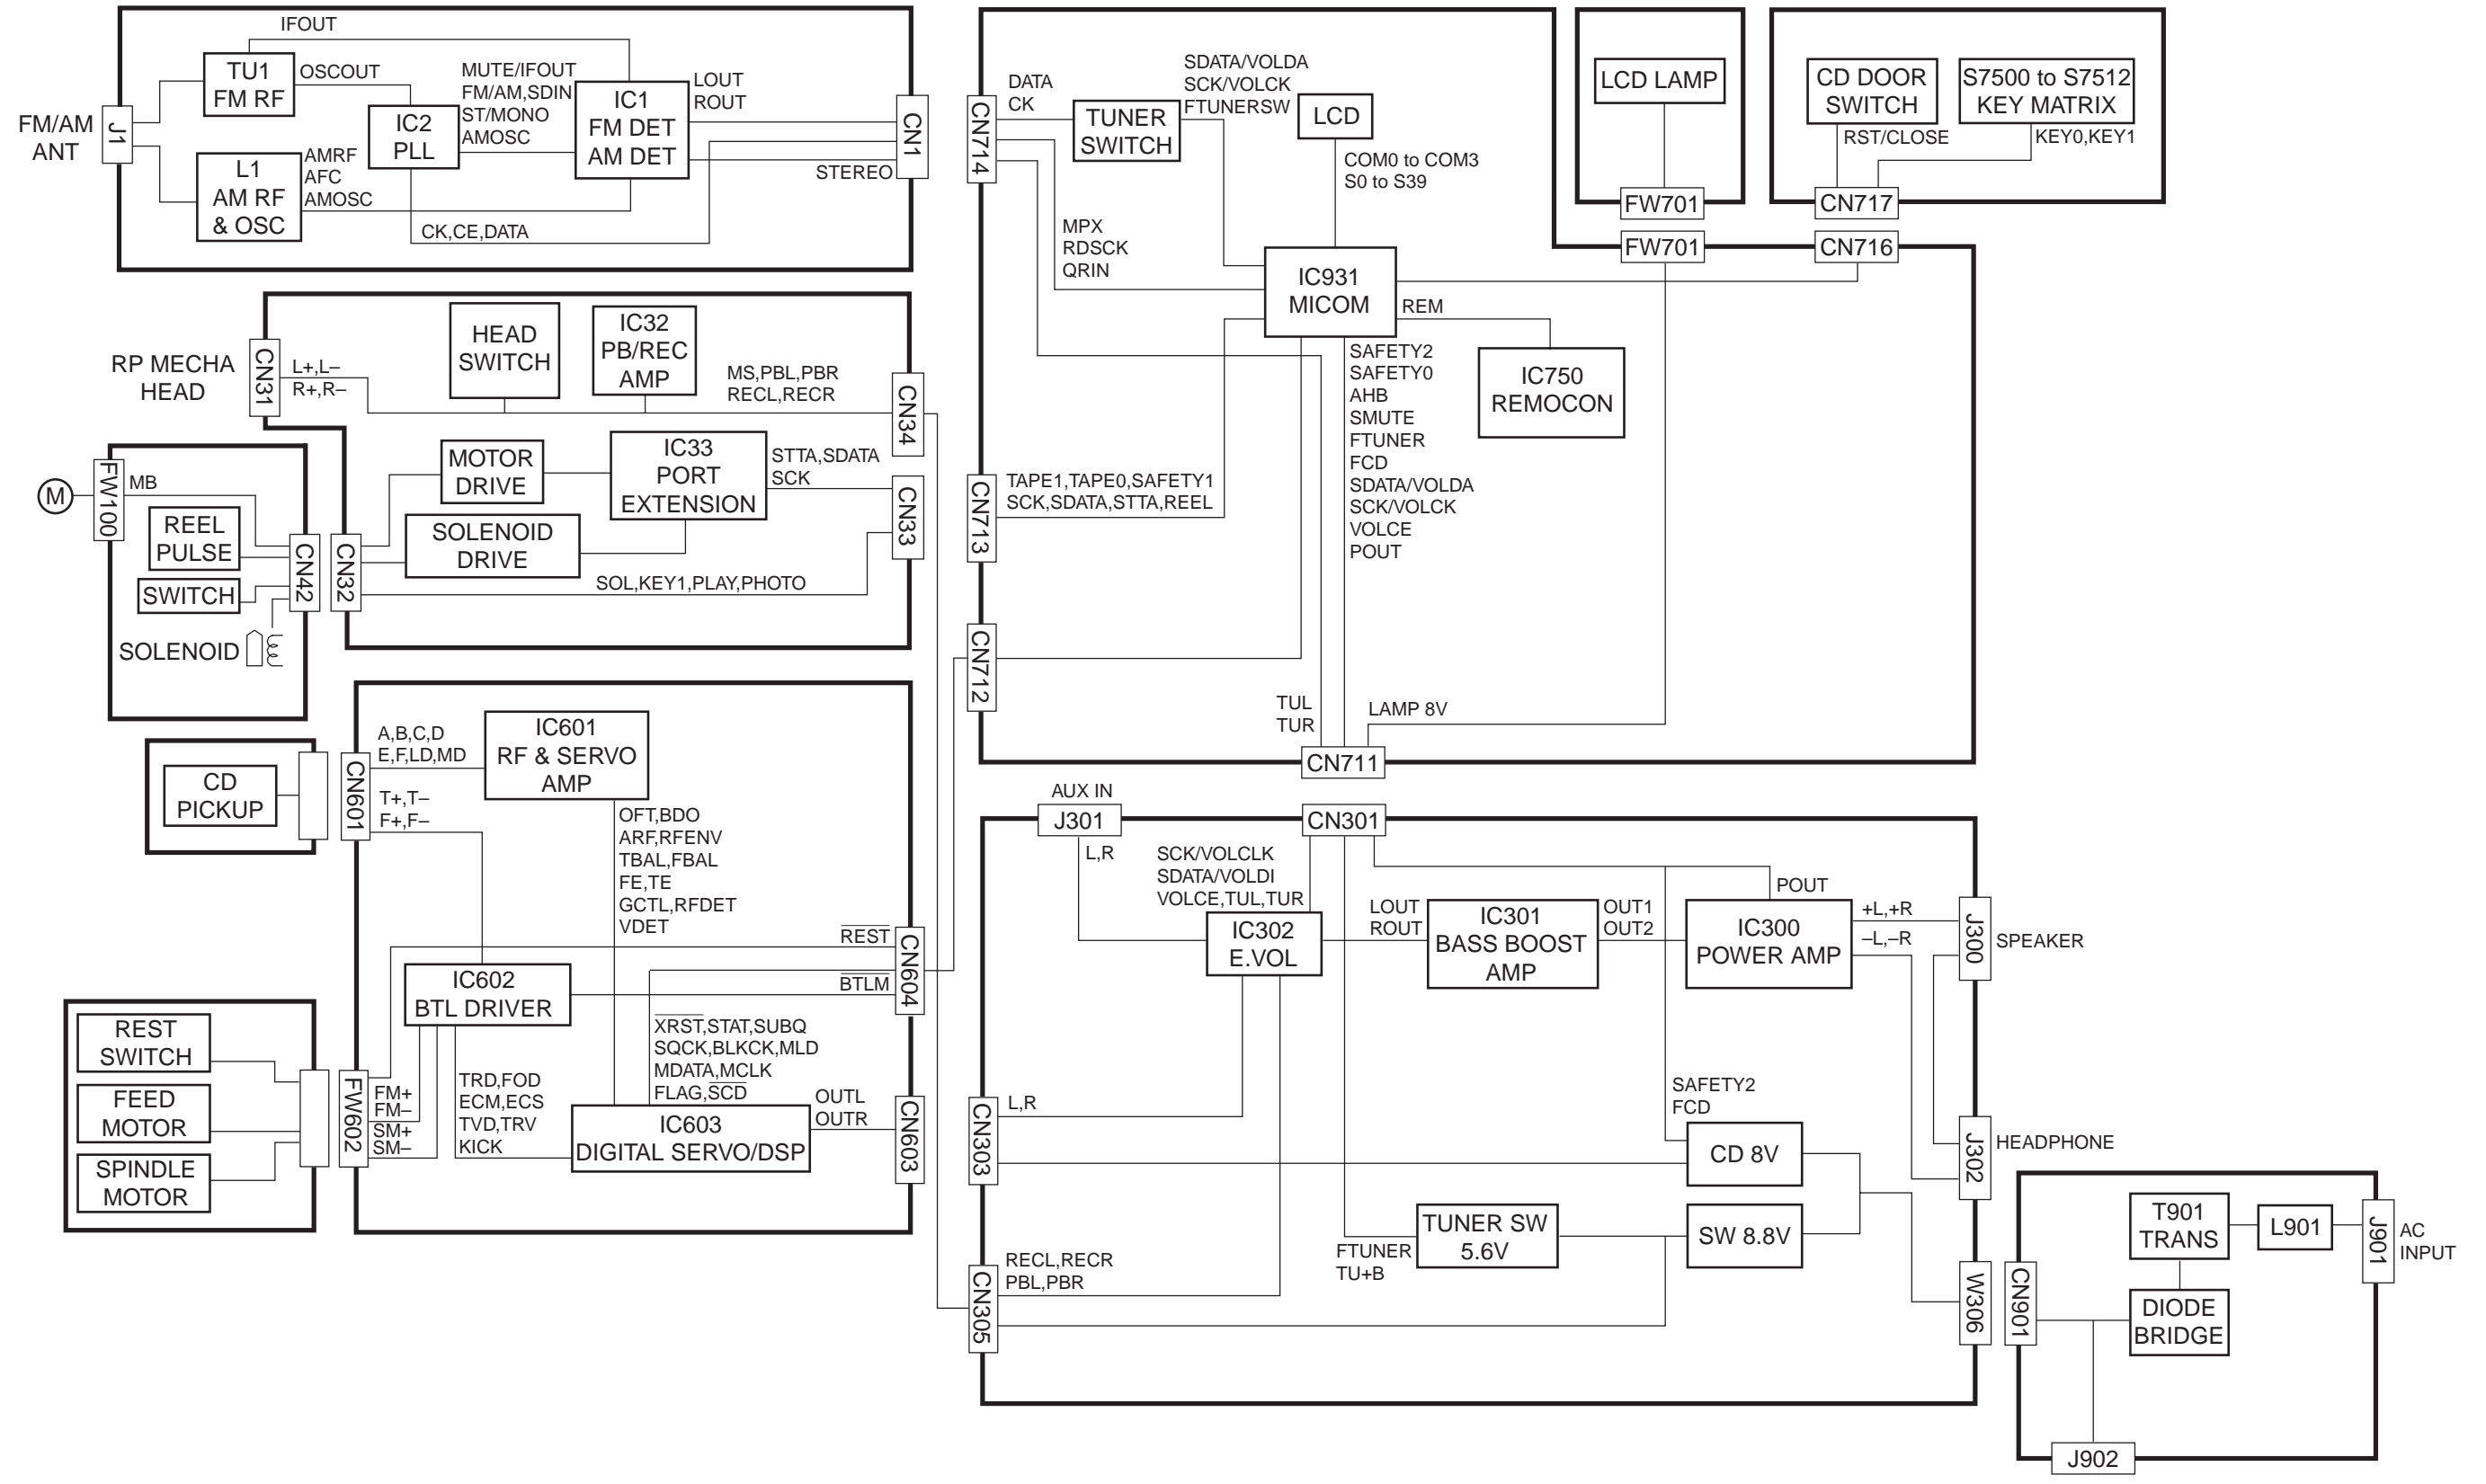 IFOUT
TU1
FM RF
OSCOUT
MUTE/IFOUT
FM/AM,SDIN
ST/MONO
AMOSC
IC1
FM DET
AM DET
LOUT
ROUT
FM/AM
ANT
J1
IC2
PLL
CN1
L1
AM RF
& OSC
AMRF
AFC
AMOSC
STEREO
CK,CE,DATA
RP MECHA
HEAD
CN31
L+,L–
R+,R–
HEAD
SWITCH
IC32
PB/REC
AMP
MS,PBL,PBR
RECL,RECR
CN34
MOTOR
DRIVE
IC33
PORT
EXTENSION
STTA,SDATA
SCK
CN33
SOLENOID
DRIVE
SOL,KEY1,PLAY,PHOTO
CN32
M
FW100
MB
REEL
PULSE
SWITCH
CN42
SOLENOID
CD
PICKUP
CN601
A,B,C,D
E,F,LD,MD
T+,T–
F+,F–
IC601
RF & SERVO
AMP
OFT,BDO
ARF,RFENV
TBAL,FBAL
FE,TE
GCTL,RFDET
VDET
REST
BTLM
CN604
IC602
BTL DRIVER
XRST,STAT,SUBQ
SQCK,BLKCK,MLD
MDATA,MCLK
FLAG,SCD
REST
SWITCH
FEED
MOTOR
SPINDLE
MOTOR
FW602
FM+
FM–
SM+
SM–
TRD,FOD
ECM,ECS
TVD,TRV
KICK
IC603
DIGITAL SERVO/DSP
OUTL
OUTR
CN603
CN714
DATA
CK
TUNER
SWITCH
SDATA/VOLDA
SCK/VOLCK
FTUNERSW
LCD
COM0 to COM3
S0 to S39
MPX
RDSCK
QRIN
IC931
MICOM
REM
IC750
REMOCON
SAFETY2
SAFETY0
AHB
SMUTE
FTUNER
FCD
SDATA/VOLDA
SCK/VOLCK
VOLCE
POUT
CN713
TAPE1,TAPE0,SAFETY1
SCK,SDATA,STTA,REEL
CN712
TUL
TUR
LAMP 8V
CN711
LCD LAMP
FW701
FW701
CD DOOR
SWITCH
S7500 to S7512
KEY MATRIX
RST/CLOSE
KEY0,KEY1
CN717
CN716
AUX IN
J301
L,R
CN301
SCK/VOLCLK
SDATA/VOLDI
VOLCE,TUL,TUR
IC302
E.VOL
LOUT
ROUT
IC301
BASS BOOST
AMP
OUT1
OUT2
POUT
IC300
POWER AMP
+L,+R
–L,–R
J300
SPEAKER
CN303
L,R
SAFETY2
FCD
CD 8V
J302
HEADPHONE
FTUNER
TU+B
TUNER SW
5.6V
SW 8.8V
CN305
RECL,RECR
PBL,PBR
W306
CN901
T901
TRANS
L901
J901
AC
INPUT
DIODE
BRIDGE
J902